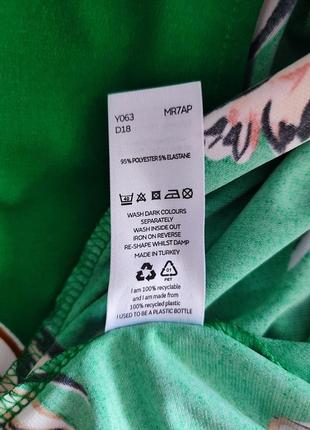 Y063 MR7AP
D18
95% POLYESTER 5% ELASTANE
WASH DARK COLOURS
SEPARATELY
WASH INSIDE OUT
IRON ON REVERSE
RE-SHAPE WHILST DAMP
MADE IN TURKEY
01
PET
I am 100% recyclable
and I am made from
100% recycled plastic
I USED TO BE A PLASTIC BOTTLE